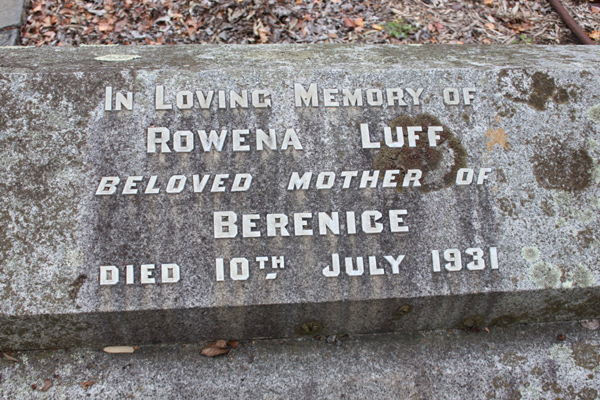 In Loving Memory of
Rowena Luff
Beloved Mother of
Berenice
Died 10th July 1931